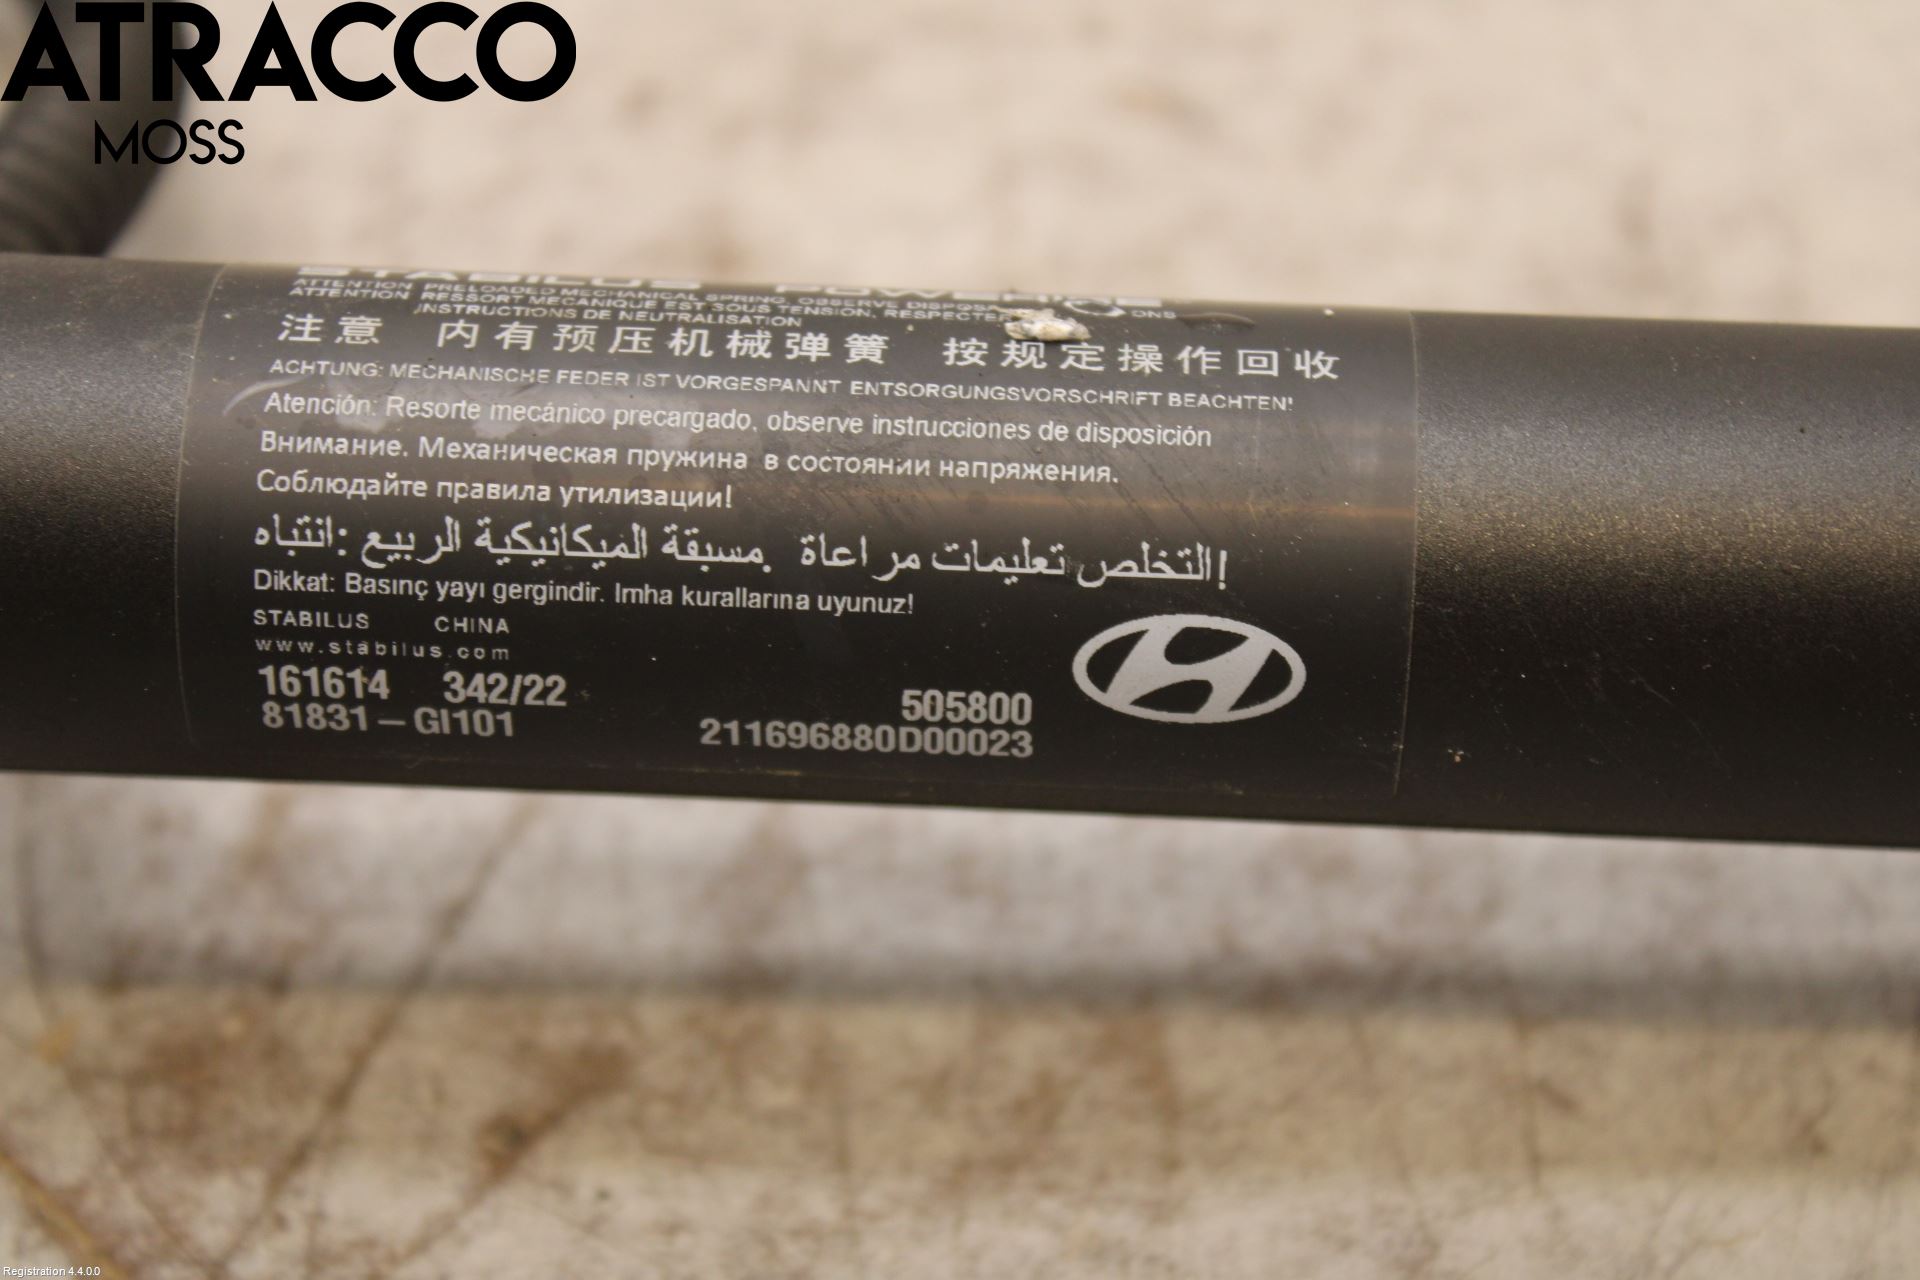 ATRACCO
MOSS
STABILUS POWERISE
ATTENTION PRELOADED MECHANICAL SPRING, OBSERVE
ATTENTION RESSORT MECANIQUE EST SOUS TENSION, RESPECTER
INSTRUCTIONS DE NEUTRALISATION
注意 内有预压机械弹簧 按规定操作回收
ACHTUNG: MECHANISCHE FEDER IST VORGESPANNT ENTSORGUNGSVORSCHRIFT BEACHTEN!
Atención: Resorte mecánico precargado, observe instrucciones de disposición
Внимание. Механическая пружина в состоянии напряжения.
Соблюдайте правила утилизации!
انتباه: الربيع الميكانيكية مسبقة. مراعاة تعليمات التخلص!
Dikkat: Basınç yayı gergindir. Imha kurallarına uyunuz!
STABILUS CHINA
www.stabilus.com
161614 342/22 505800
81831-GI101 211696880D00023
Registration 4.4.0.0